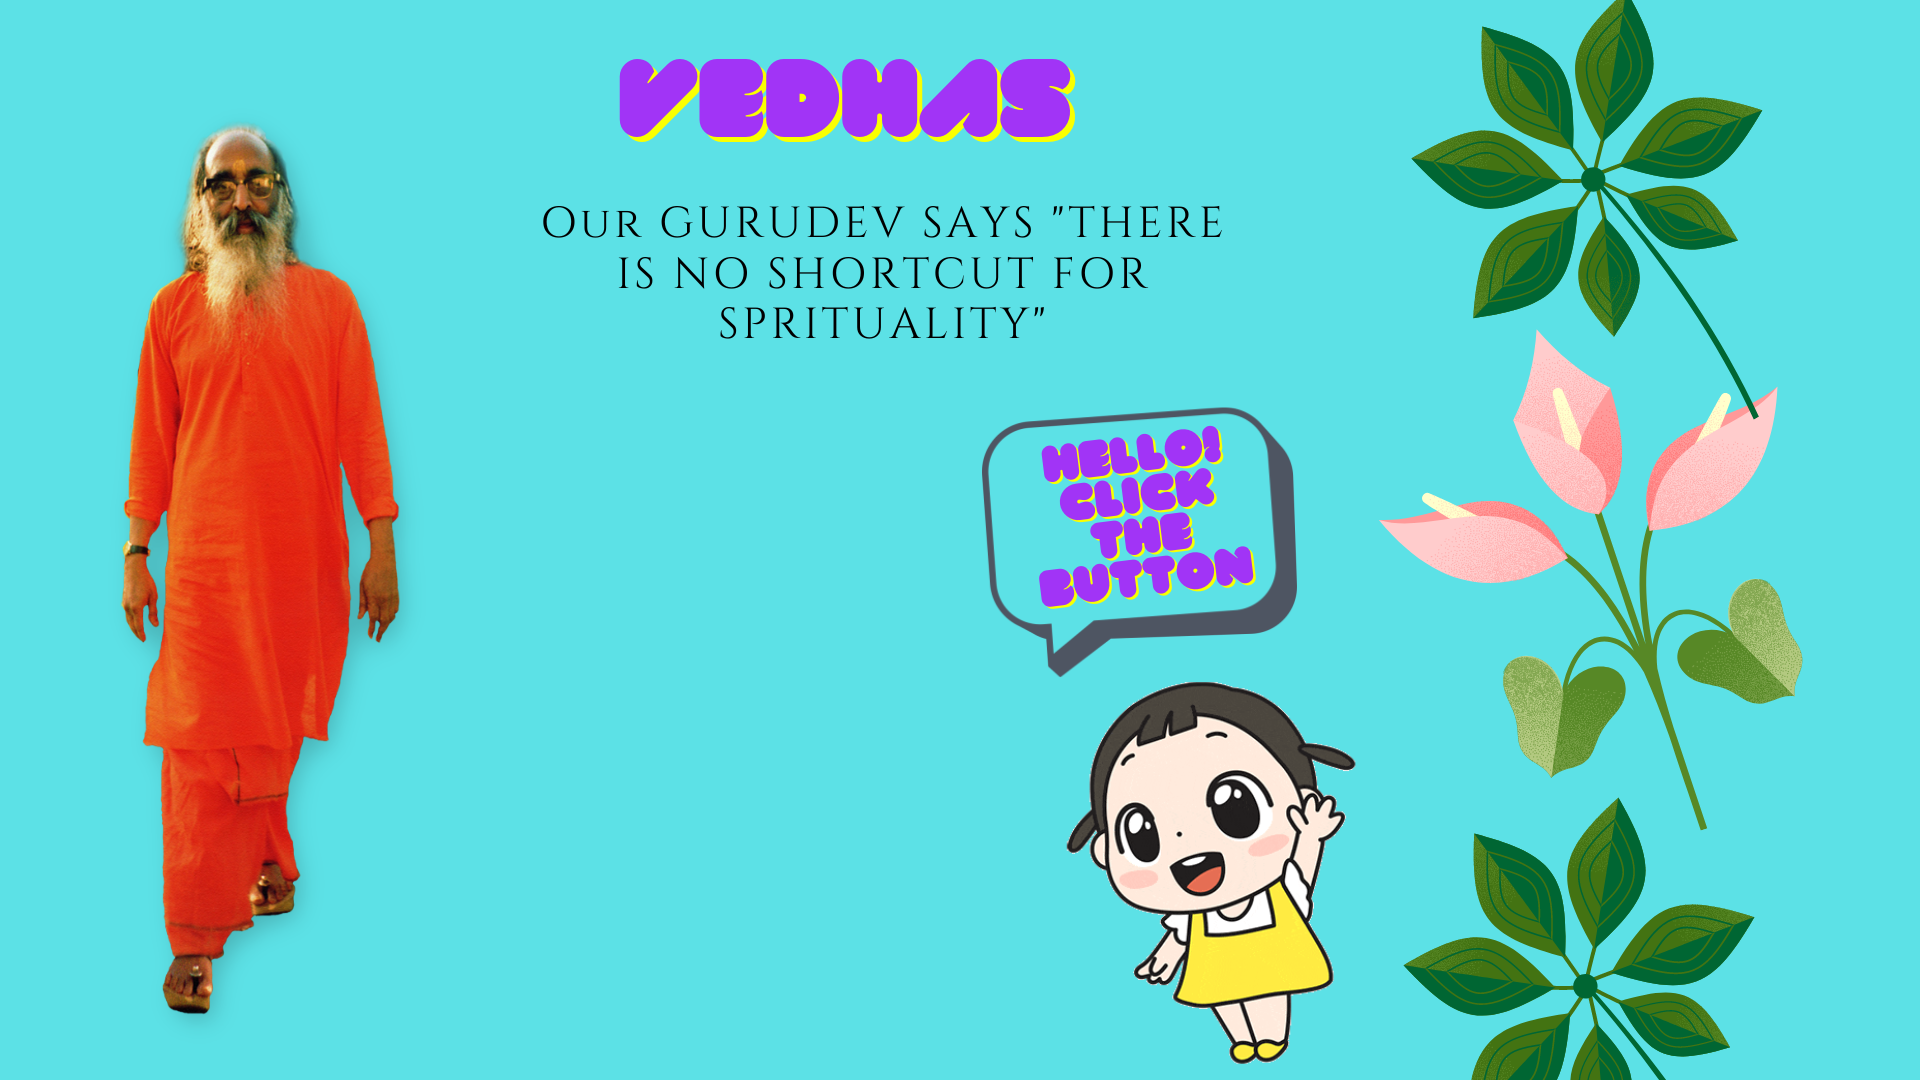 VEDHAS
Our GURUDEV SAYS "THERE
IS NO SHORTCUT FOR
SPRITUALITY"
HELLO!
CLICK
THE
BUTTON